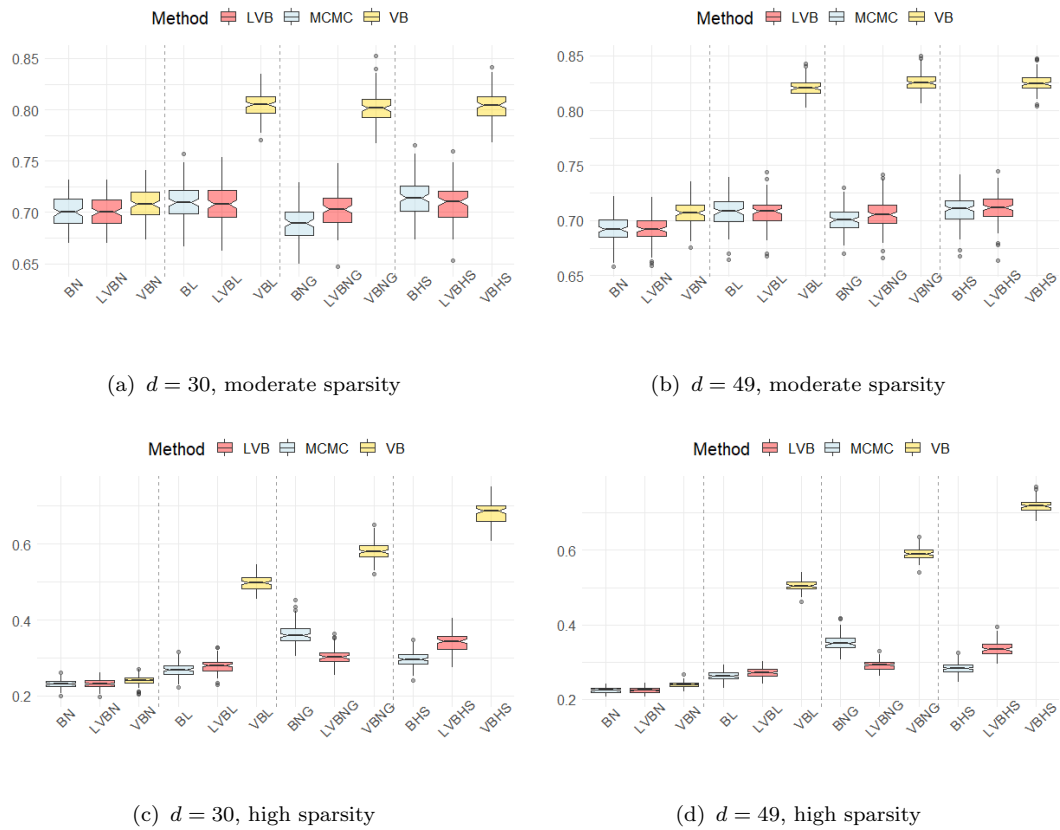 Method LVB MCMC VB
0.85
0.80
0.75
0.70
0.65
BN LVBN VBN BL LVBL VBL BNG LVBNG VBNG BHS LVBHS VBHS
(a) d = 30, moderate sparsity
Method LVB MCMC VB
0.85
0.80
0.75
0.70
0.65
BN LVBN VBN BL LVBL VBL BNG LVBNG VBNG BHS LVBHS VBHS
(b) d = 49, moderate sparsity
Method LVB MCMC VB
0.6
0.4
0.2
BN LVBN VBN BL LVBL VBL BNG LVBNG VBNG BHS LVBHS VBHS
(c) d = 30, high sparsity
Method LVB MCMC VB
0.6
0.4
0.2
BN LVBN VBN BL LVBL VBL BNG LVBNG VBNG BHS LVBHS VBHS
(d) d = 49, high sparsity